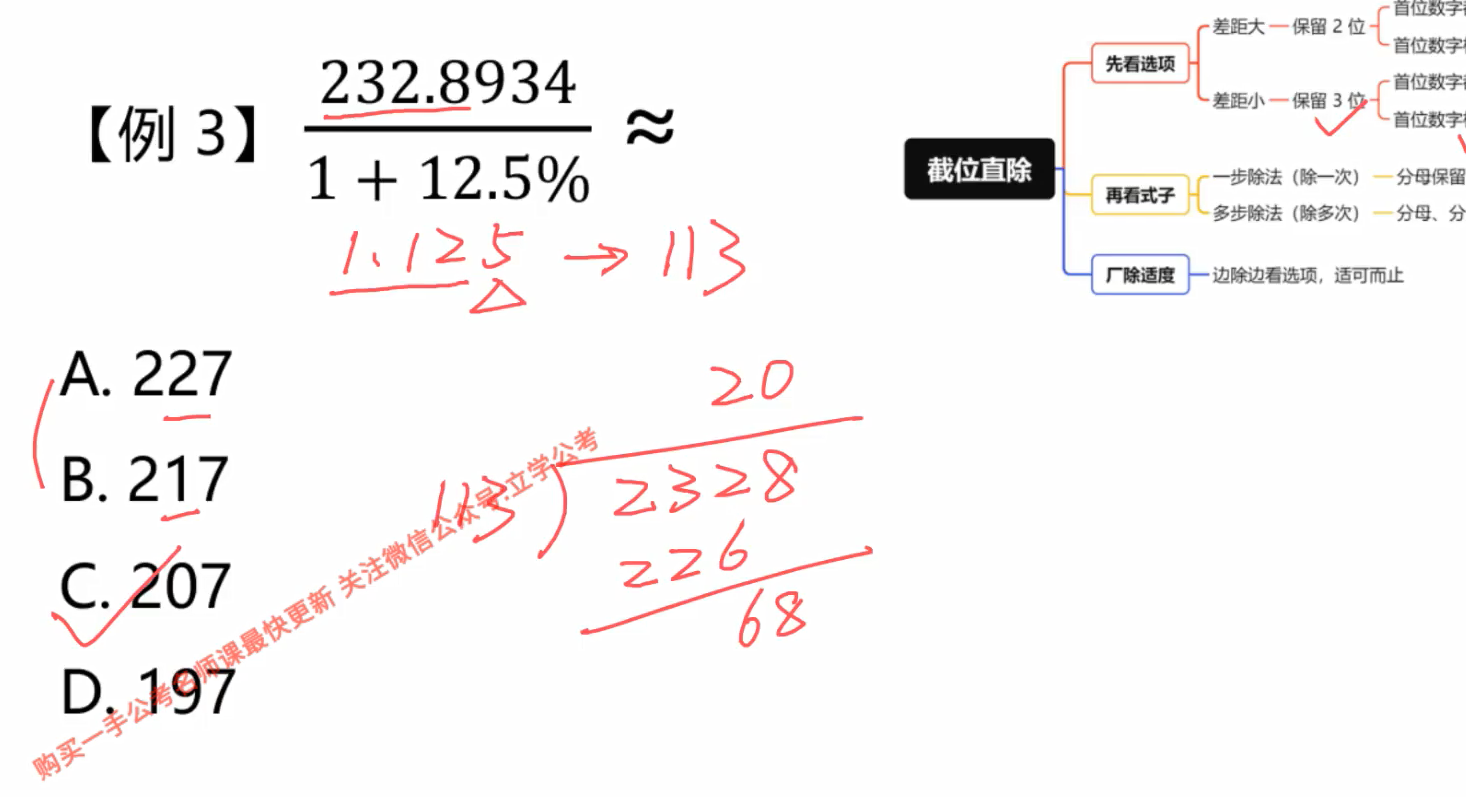 【例 3】
232.8934
1 + 12.5%
≈
1.125 → 113
A. 227
B. 217
C. 207
D. 197
20
113
2328
226
68
截位直除
先看选项
差距大
保留 2 位
首位数字
首位数字
差距小
保留 3 位
首位数字
首位数字
再看式子
一步除法（除一次）
分母保留
多步除法（除多次）
分母、分
厂除适度
边除边看选项，适可而止
购买一手公考名师课最快更新 关注微信公众号:立学公考